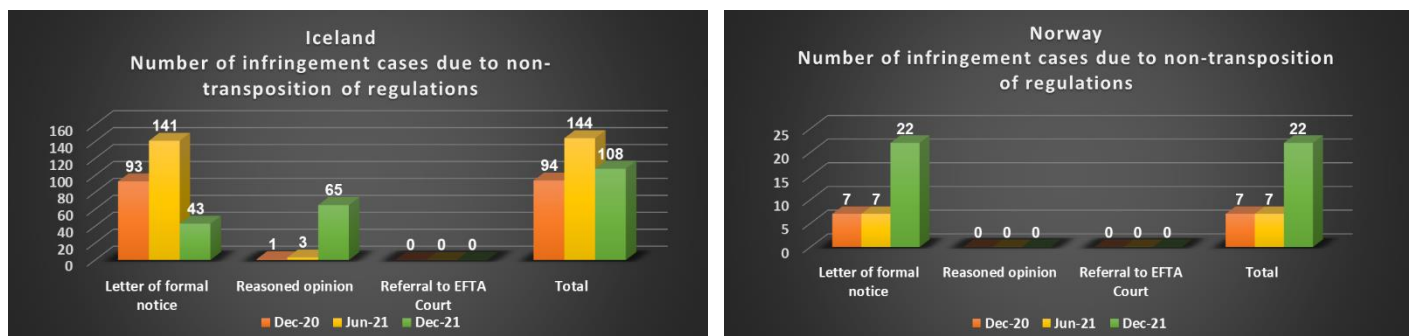 Iceland
Number of infringement cases due to non-
transposition of regulations
160
140
120
100
80
60
40
20
0
93
141
43
1
3
65
0
0
0
94
144
108
Letter of formal
notice
Reasoned opinion
Referral to EFTA
Court
Total
Dec-20 Jun-21 Dec-21
Norway
Number of infringement cases due to non-transposition
of regulations
25
20
15
10
5
0
7
7
22
0
0
0
0
0
0
7
7
22
Letter of formal
notice
Reasoned opinion
Referral to EFTA
Court
Total
Dec-20 Jun-21 Dec-21